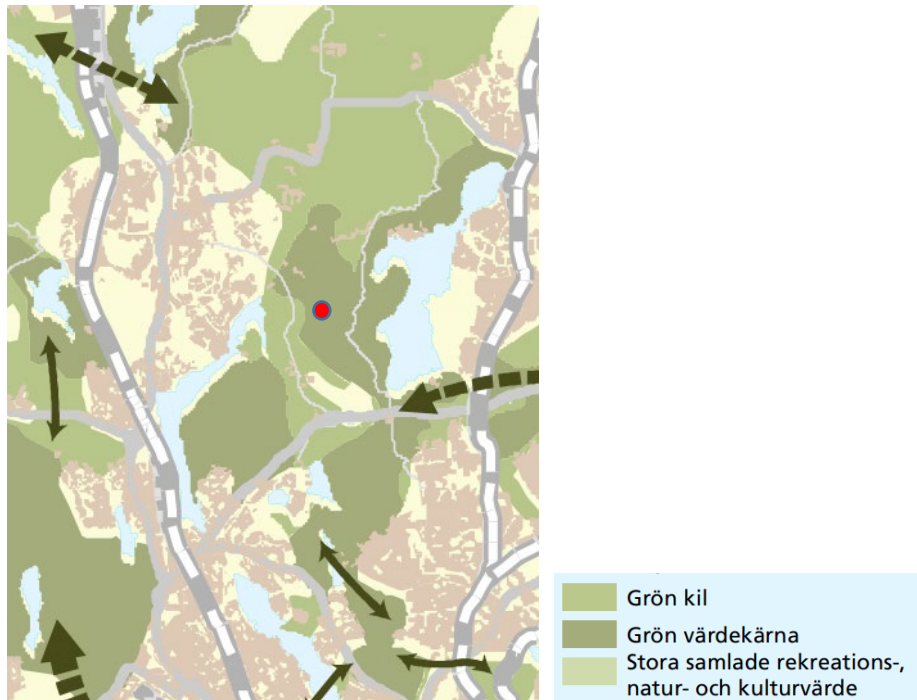 Grön kil
Grön värdekärna
Stora samlade rekreations-,
natur- och kulturvärde